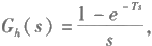 G_h(s) = \frac{1 - e^{-Ts}}{s},